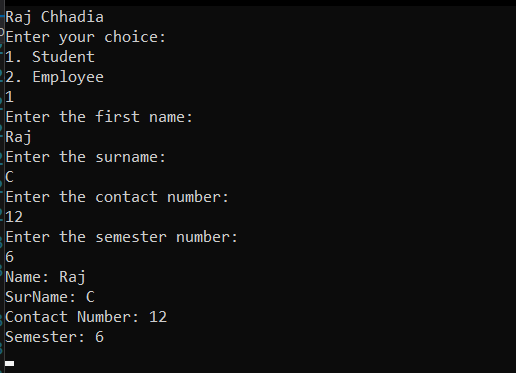 Raj Chhadia
Enter your choice:
1. Student
2. Employee
1
Enter the first name:
Raj
Enter the surname:
C
Enter the contact number:
12
Enter the semester number:
6
Name: Raj
SurName: C
Contact Number: 12
Semester: 6